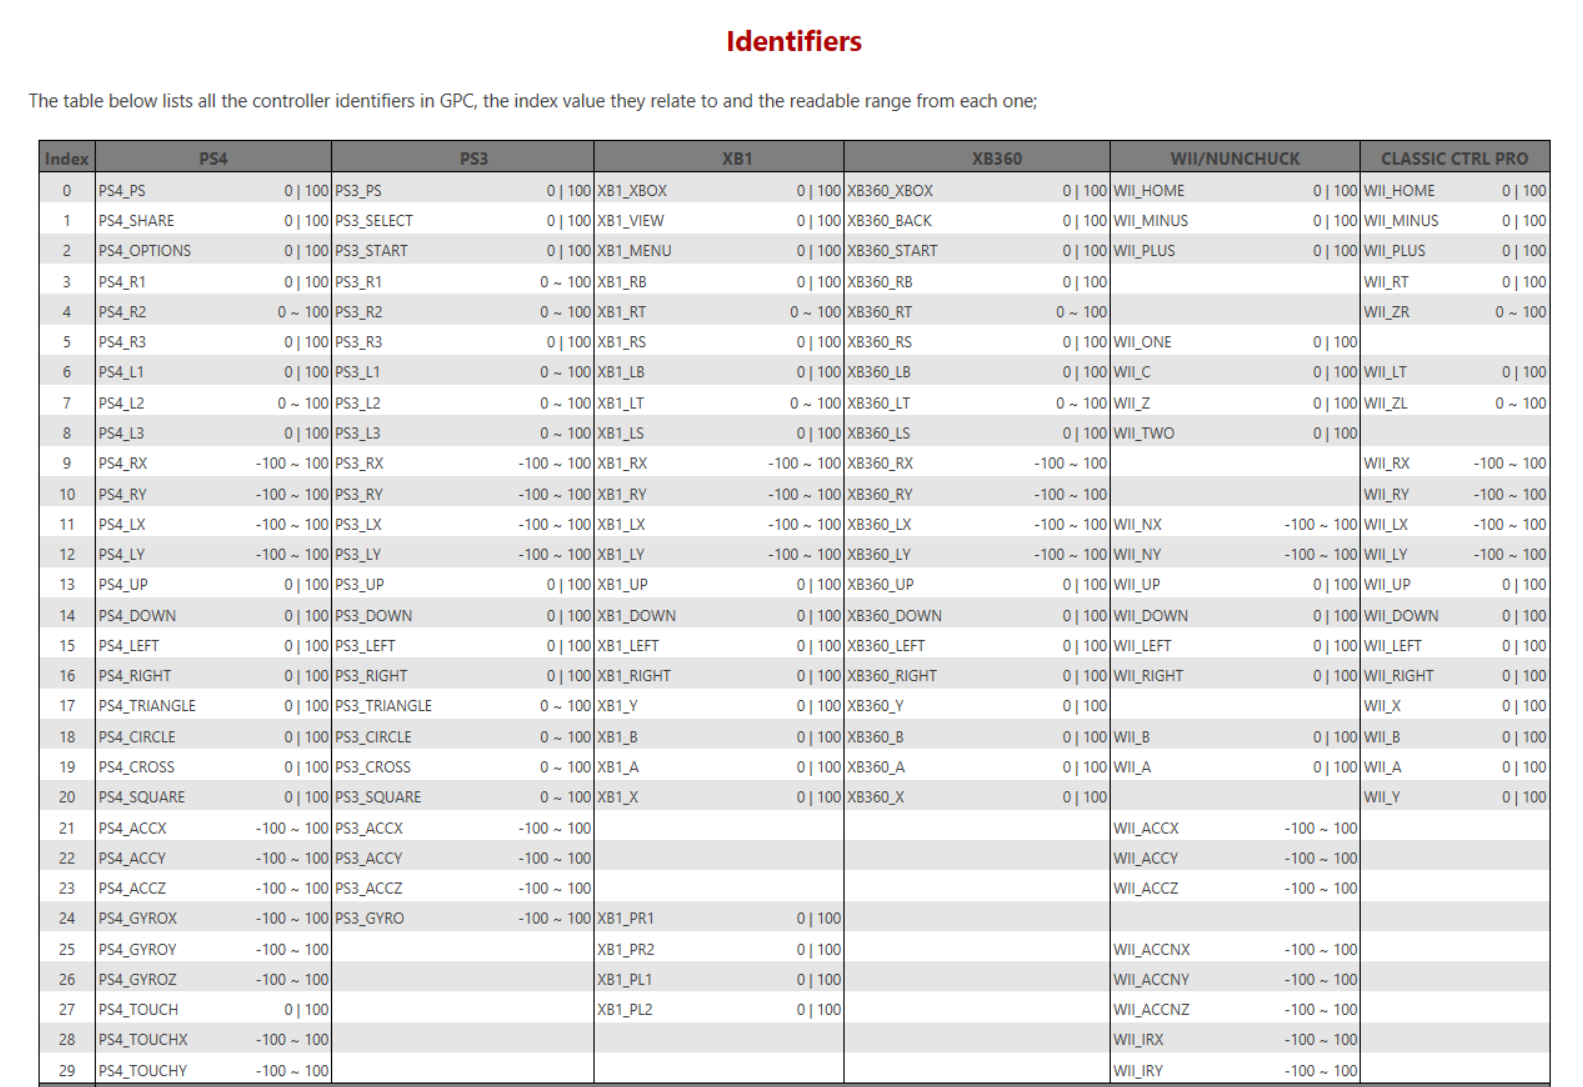 Identifiers
The table below lists all the controller identifiers in GPC, the index value they relate to and the readable range from each one;
Index PS4 PS3 XB1 XB360 WII/NUNCHUCK CLASSIC CTRL PRO
0 PS4_PS 0 | 100 PS3_PS 0 | 100 XB1_XBOX 0 | 100 XB360_XBOX 0 | 100 WII_HOME 0 | 100 WII_HOME 0 | 100
1 PS4_SHARE 0 | 100 PS3_SELECT 0 | 100 XB1_VIEW 0 | 100 XB360_BACK 0 | 100 WII_MINUS 0 | 100 WII_MINUS 0 | 100
2 PS4_OPTIONS 0 | 100 PS3_START 0 | 100 XB1_MENU 0 | 100 XB360_START 0 | 100 WII_PLUS 0 | 100 WII_PLUS 0 | 100
3 PS4_R1 0 | 100 PS3_R1 0 ~ 100 XB1_RB 0 | 100 XB360_RB 0 | 100 WII_RT 0 | 100
4 PS4_R2 0 ~ 100 PS3_R2 0 ~ 100 XB1_RT 0 ~ 100 XB360_RT 0 ~ 100 WII_ZR 0 ~ 100
5 PS4_R3 0 | 100 PS3_R3 0 | 100 XB1_RS 0 | 100 XB360_RS 0 | 100 WII_ONE 0 | 100
6 PS4_L1 0 | 100 PS3_L1 0 ~ 100 XB1_LB 0 | 100 XB360_LB 0 | 100 WII_C 0 | 100 WII_LT 0 | 100
7 PS4_L2 0 ~ 100 PS3_L2 0 ~ 100 XB1_LT 0 ~ 100 XB360_LT 0 ~ 100 WII_Z 0 | 100 WII_ZL 0 ~ 100
8 PS4_L3 0 | 100 PS3_L3 0 ~ 100 XB1_LS 0 | 100 XB360_LS 0 | 100 WII_TWO 0 | 100
9 PS4_RX -100 ~ 100 PS3_RX -100 ~ 100 XB1_RX -100 ~ 100 XB360_RX -100 ~ 100 WII_RX -100 ~ 100
10 PS4_RY -100 ~ 100 PS3_RY -100 ~ 100 XB1_RY -100 ~ 100 XB360_RY -100 ~ 100 WII_RY -100 ~ 100
11 PS4_LX -100 ~ 100 PS3_LX -100 ~ 100 XB1_LX -100 ~ 100 XB360_LX -100 ~ 100 WII_NX -100 ~ 100 WII_LX -100 ~ 100
12 PS4_LY -100 ~ 100 PS3_LY -100 ~ 100 XB1_LY -100 ~ 100 XB360_LY -100 ~ 100 WII_NY -100 ~ 100 WII_LY -100 ~ 100
13 PS4_UP 0 | 100 PS3_UP 0 | 100 XB1_UP 0 | 100 XB360_UP 0 | 100 WII_UP 0 | 100 WII_UP 0 | 100
14 PS4_DOWN 0 | 100 PS3_DOWN 0 | 100 XB1_DOWN 0 | 100 XB360_DOWN 0 | 100 WII_DOWN 0 | 100 WII_DOWN 0 | 100
15 PS4_LEFT 0 | 100 PS3_LEFT 0 | 100 XB1_LEFT 0 | 100 XB360_LEFT 0 | 100 WII_LEFT 0 | 100 WII_LEFT 0 | 100
16 PS4_RIGHT 0 | 100 PS3_RIGHT 0 | 100 XB1_RIGHT 0 | 100 XB360_RIGHT 0 | 100 WII_RIGHT 0 | 100 WII_RIGHT 0 | 100
17 PS4_TRIANGLE 0 | 100 PS3_TRIANGLE 0 ~ 100 XB1_Y 0 | 100 XB360_Y 0 | 100 WII_X 0 | 100
18 PS4_CIRCLE 0 | 100 PS3_CIRCLE 0 ~ 100 XB1_B 0 | 100 XB360_B 0 | 100 WII_B 0 | 100 WII_B 0 | 100
19 PS4_CROSS 0 | 100 PS3_CROSS 0 ~ 100 XB1_A 0 | 100 XB360_A 0 | 100 WII_A 0 | 100 WII_A 0 | 100
20 PS4_SQUARE 0 | 100 PS3_SQUARE 0 ~ 100 XB1_X 0 | 100 XB360_X 0 | 100 WII_Y 0 | 100
21 PS4_ACCX -100 ~ 100 PS3_ACCX -100 ~ 100 WII_ACCX -100 ~ 100
22 PS4_ACCY -100 ~ 100 PS3_ACCY -100 ~ 100 WII_ACCY -100 ~ 100
23 PS4_ACCZ -100 ~ 100 PS3_ACCZ -100 ~ 100 WII_ACCZ -100 ~ 100
24 PS4_GYROX -100 ~ 100 PS3_GYRO -100 ~ 100 XB1_PR1 0 | 100
25 PS4_GYROY -100 ~ 100 XB1_PR2 0 | 100 WII_ACCNX -100 ~ 100
26 PS4_GYROZ -100 ~ 100 XB1_PL1 0 | 100 WII_ACCNY -100 ~ 100
27 PS4_TOUCH 0 | 100 XB1_PL2 0 | 100 WII_ACCNZ -100 ~ 100
28 PS4_TOUCHX -100 ~ 100 WII_IRX -100 ~ 100
29 PS4_TOUCHY -100 ~ 100 WII_IRY -100 ~ 100